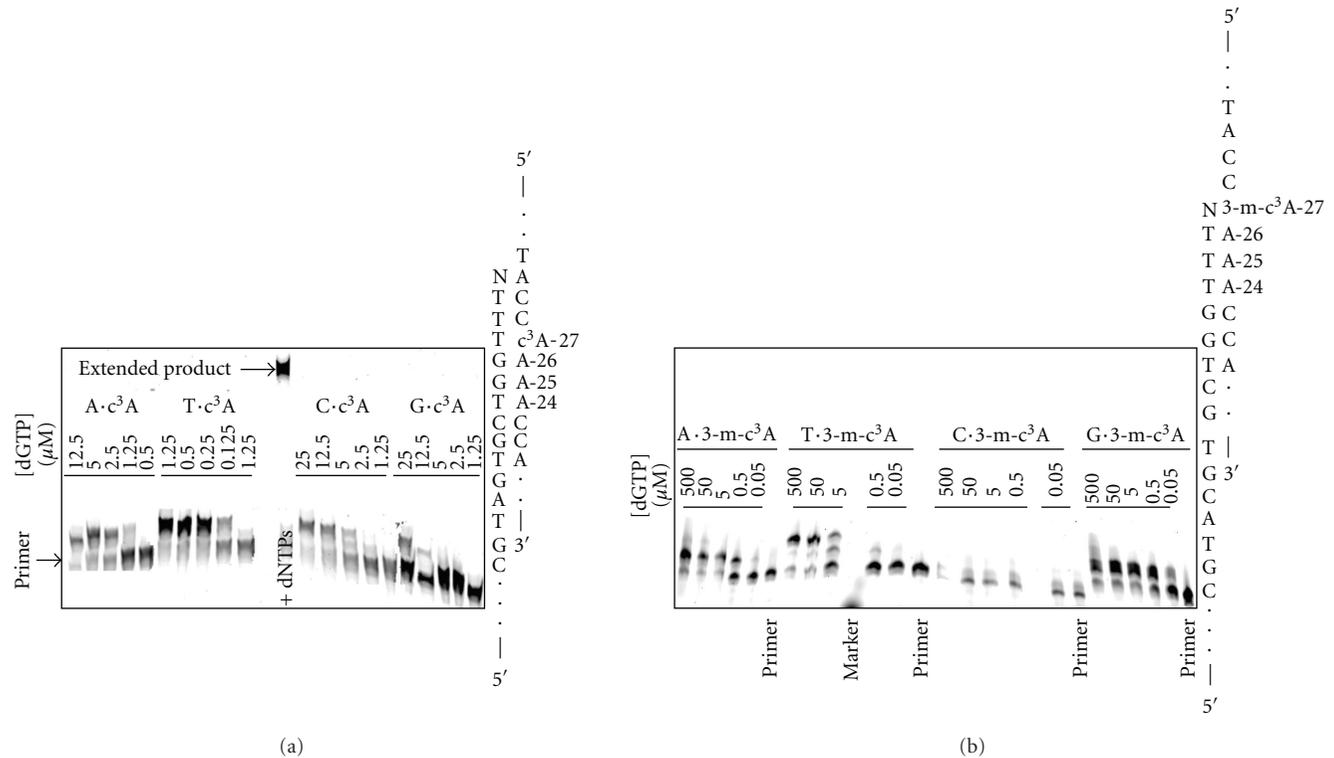 Extended product
A·c³A
T·c³A
C·c³A
G·c³A
[dGTP]
(μM)
12.5
5
2.5
1.25
0.5
1.25
0.5
0.25
0.125
1.25
25
12.5
5
2.5
1.25
25
12.5
5
2.5
1.25
Primer
+ dNTPs
5′
|
·
·
T
N A
T C
T C
T c³A-27
G A-26
G A-25
T A-24
C C
G C
T A
G ·
A ·
T |
G 3′
C
·
·
|
5′
(a)
5′
|
·
·
T
A
C
C
N 3-m-c³A-27
T A-26
T A-25
T A-24
G C
G C
T A
C ·
G ·
T |
G 3′
C
A
T
G
C
·
·
|
5′
A·3-m-c³A
T·3-m-c³A
C·3-m-c³A
G·3-m-c³A
[dGTP]
(μM)
500
50
5
0.5
0.05
500
50
5
0.5
0.05
500
50
5
0.5
0.05
500
50
5
0.5
0.05
Primer
Marker
Primer
Primer
Primer
(b)